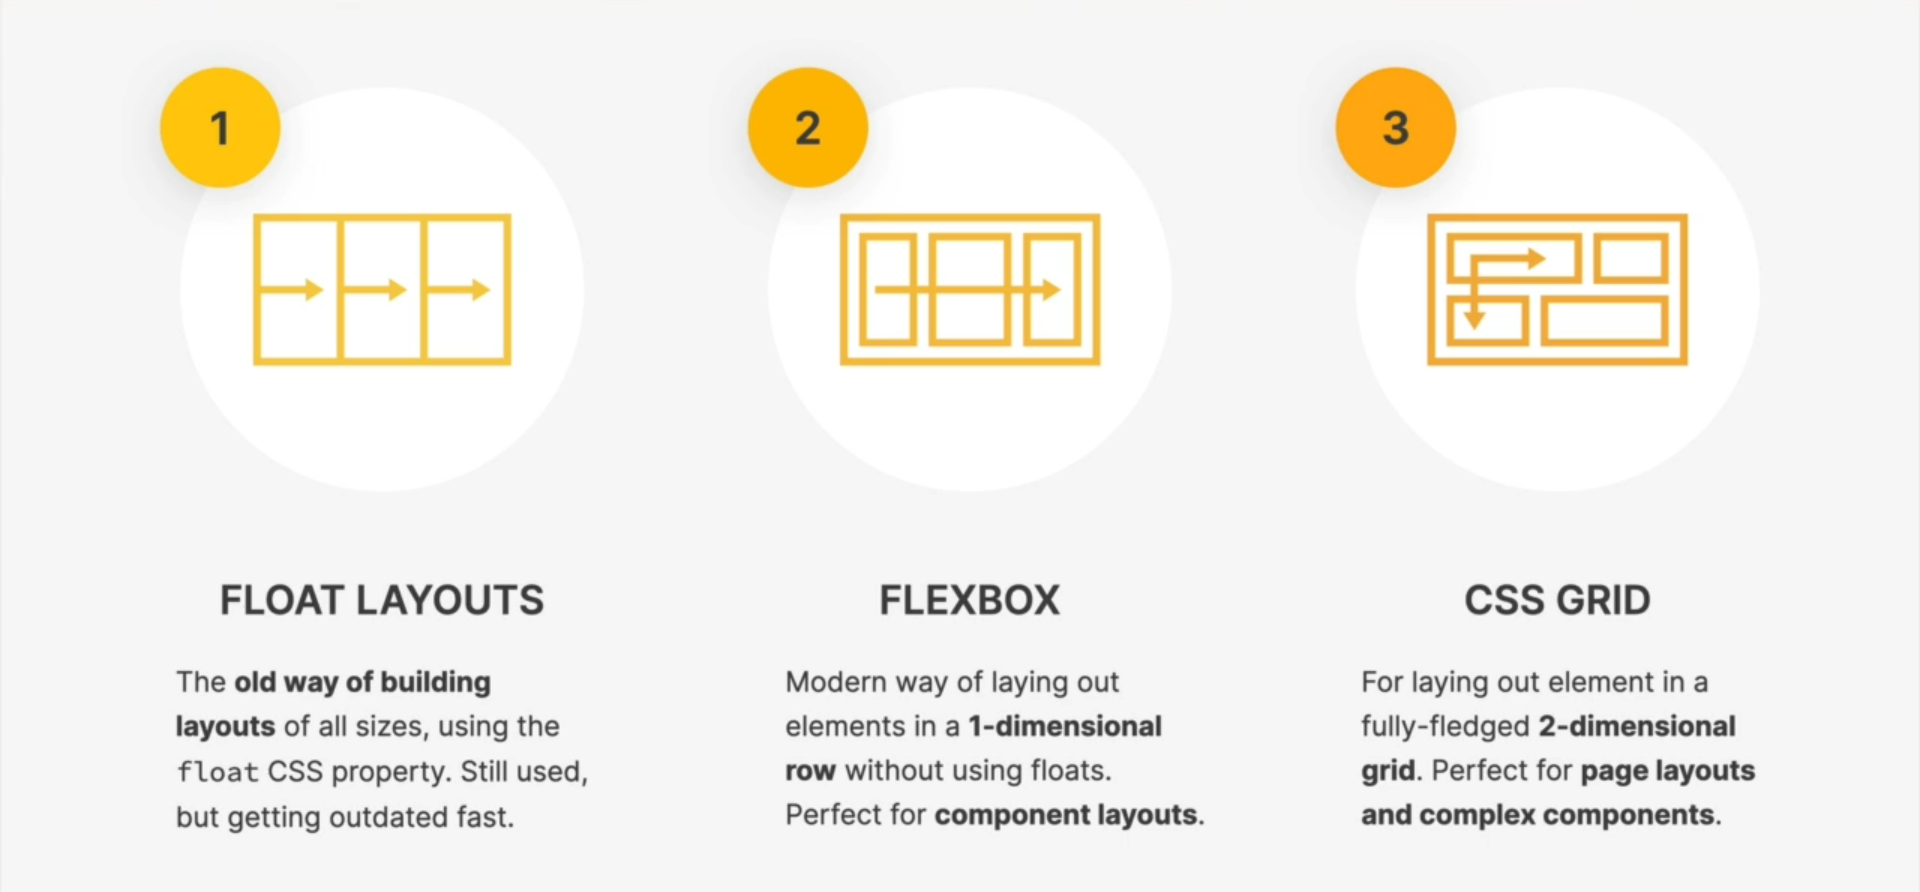 1
2
3
FLOAT LAYOUTS
The old way of building
layouts of all sizes, using the
float CSS property. Still used,
but getting outdated fast.
FLEXBOX
Modern way of laying out
elements in a 1-dimensional
row without using floats.
Perfect for component layouts.
CSS GRID
For laying out element in a
fully-fledged 2-dimensional
grid. Perfect for page layouts
and complex components.